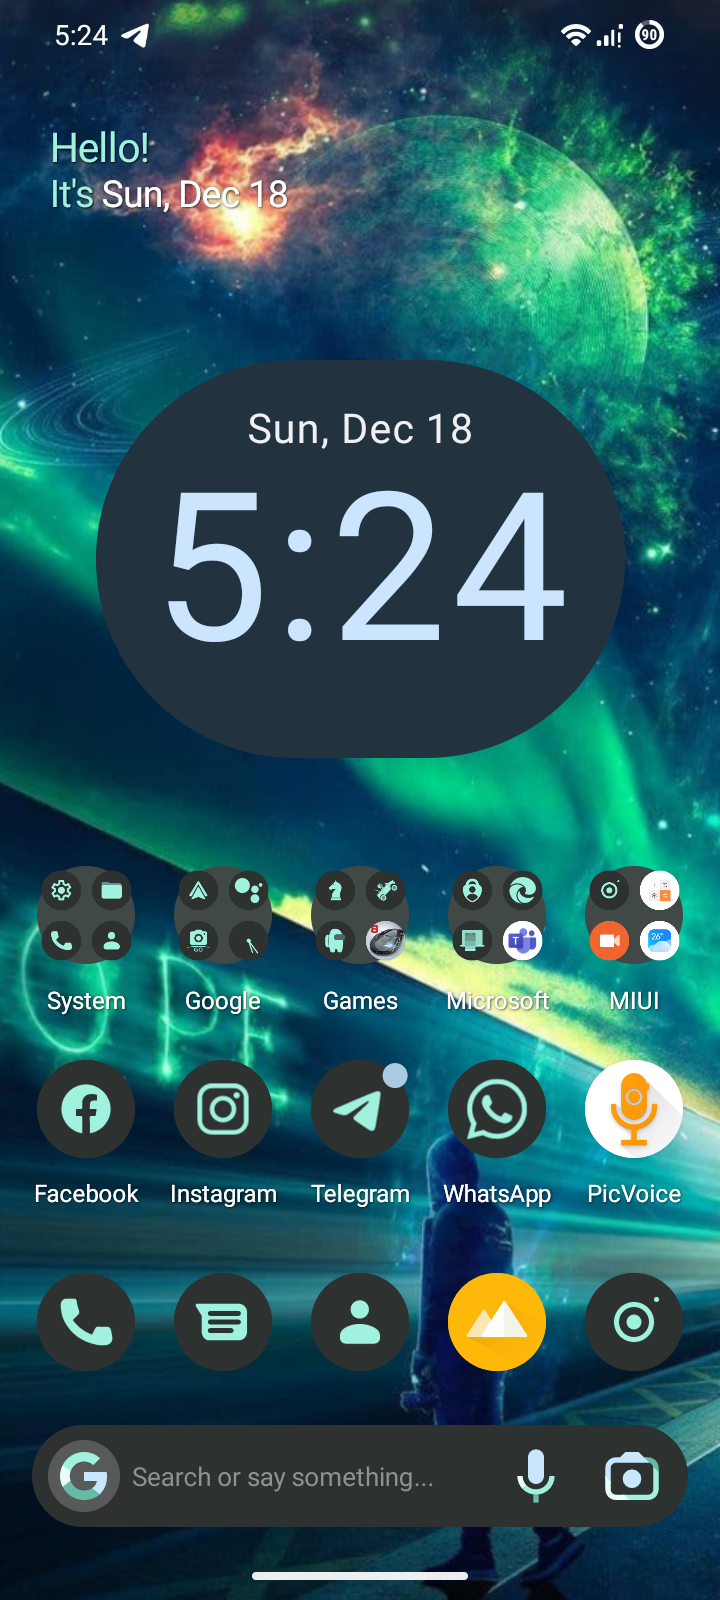 5:24
90
Hello!
It's Sun, Dec 18
Sun, Dec 18
5:24
26°
System
Google
Games
Microsoft
MIUI
Facebook
Instagram
Telegram
WhatsApp
PicVoice
Search or say something...